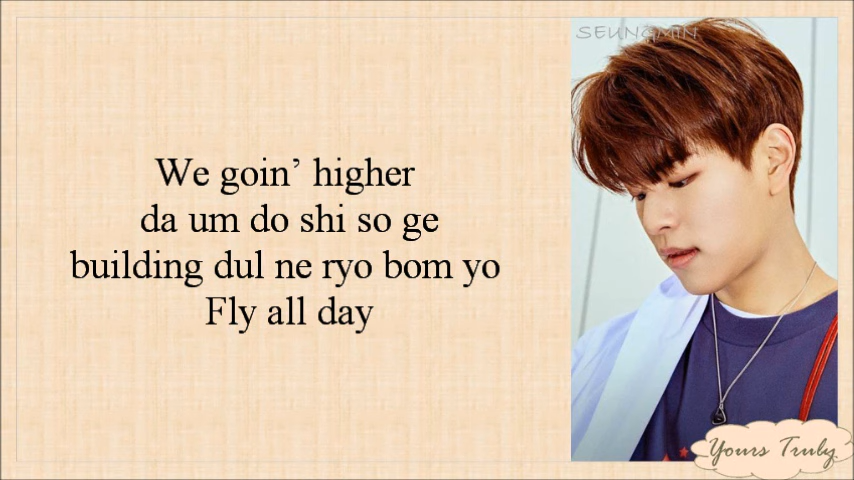 SEUNGMIN
We goin’ higher
da um do shi so ge
building dul ne ryo bom yo
Fly all day
Yours Truly